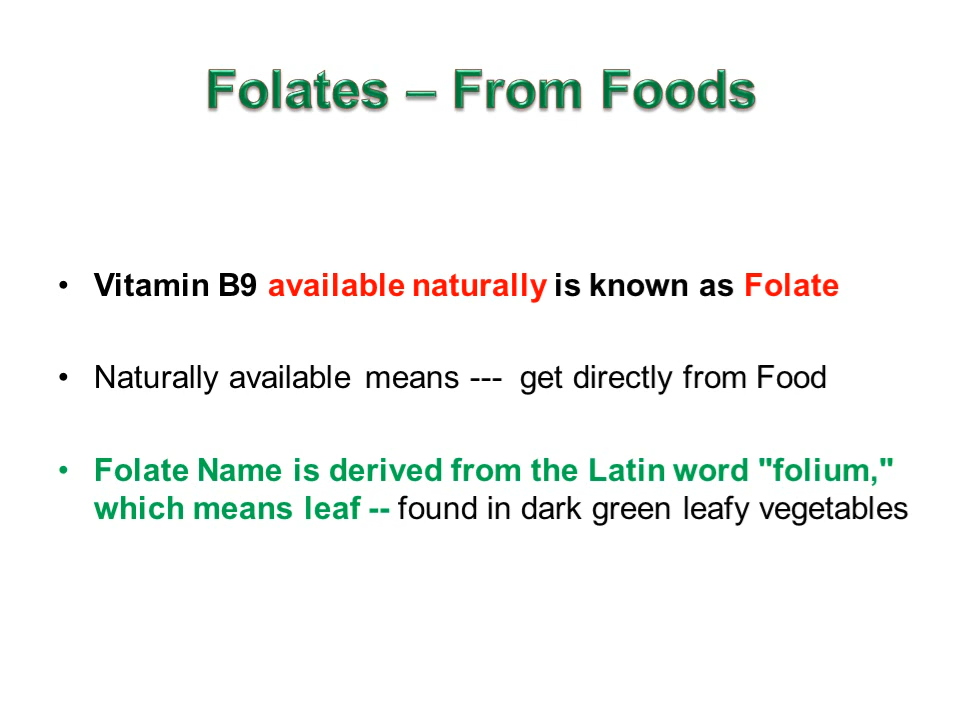 Folates – From Foods
• Vitamin B9 available naturally is known as Folate
• Naturally available means --- get directly from Food
• Folate Name is derived from the Latin word "folium,"
which means leaf -- found in dark green leafy vegetables